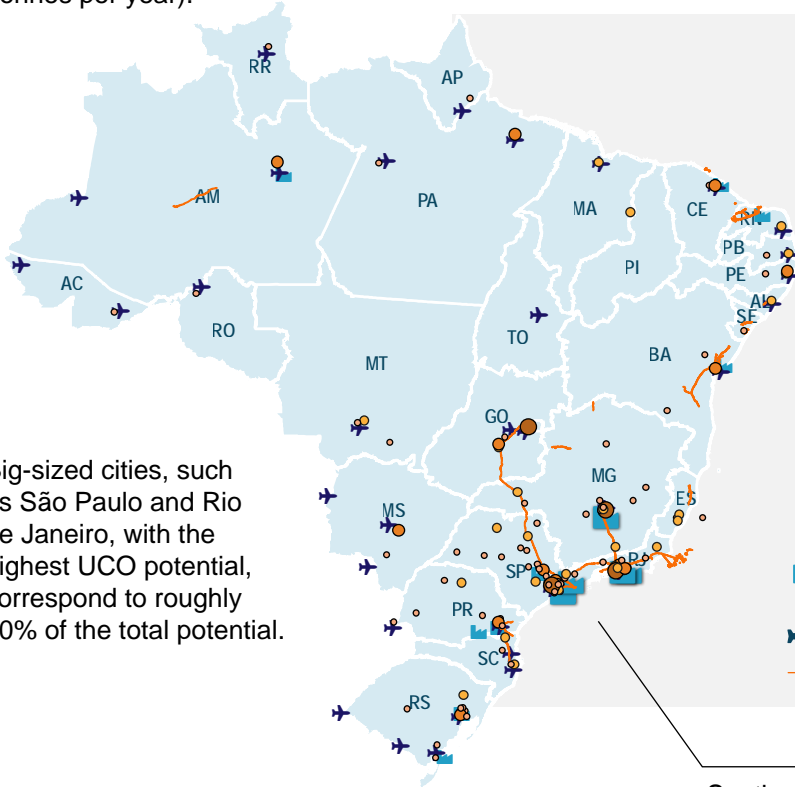 onnes per year).
RR
AP
AM
PA
MA
CE
RN
PB
PI
PE
AC
AL
SE
RO
TO
BA
MT
GO
MG
ES
MS
SP
RJ
PR
SC
RS
ig-sized cities, such
s São Paulo and Rio
e Janeiro, with the
ighest UCO potential,
orrespond to roughly
0% of the total potential.